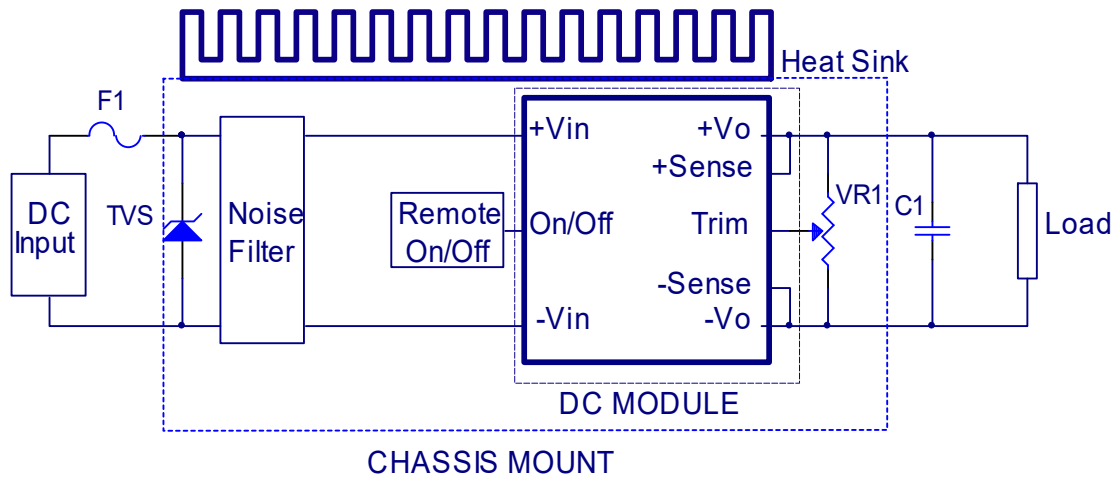 Heat Sink
F1
+Vin
+Vo
+Sense
DC
Input
TVS
Noise
Filter
Remote
On/Off
On/Off
Trim
VR1
C1
Load
-Sense
-Vin
-Vo
DC MODULE
CHASSIS MOUNT